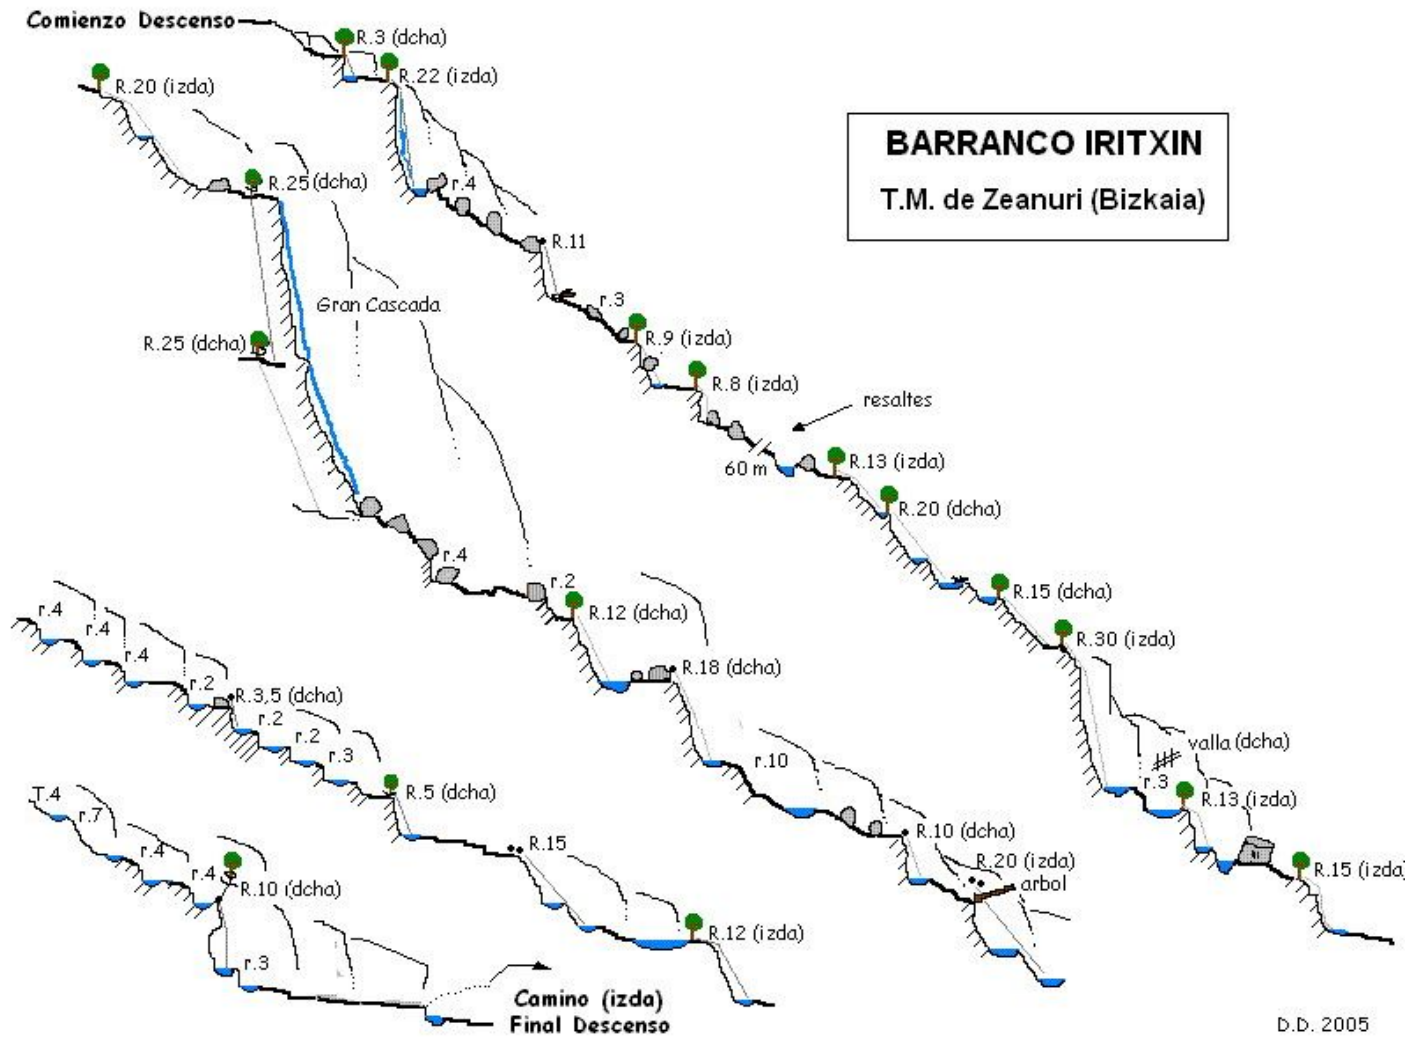 Comienzo Descenso
R.3 (dcha)
R.22 (izda)
r.4
R.11
r.3
R.9 (izda)
R.8 (izda)
resaltes
60 m
R.13 (izda)
R.20 (dcha)
R.15 (dcha)
R.30 (izda)
valla (dcha)
r.3
R.13 (izda)
R.15 (izda)
BARRANCO IRITXIN
T.M. de Zeanuri (Bizkaia)
R.20 (izda)
R.25 (dcha)
Gran Cascada
R.25 (dcha)
r.4
r.2
R.12 (dcha)
R.18 (dcha)
r.10
R.10 (dcha)
R.20 (izda)
arbol
r.4
r.4
r.4
r.2
R.3,5 (dcha)
r.2
r.2
r.3
R.5 (dcha)
R.15
R.12 (izda)
T.4
r.7
r.4
r.4
R.10 (dcha)
r.3
Camino (izda)
Final Descenso
D.D. 2005